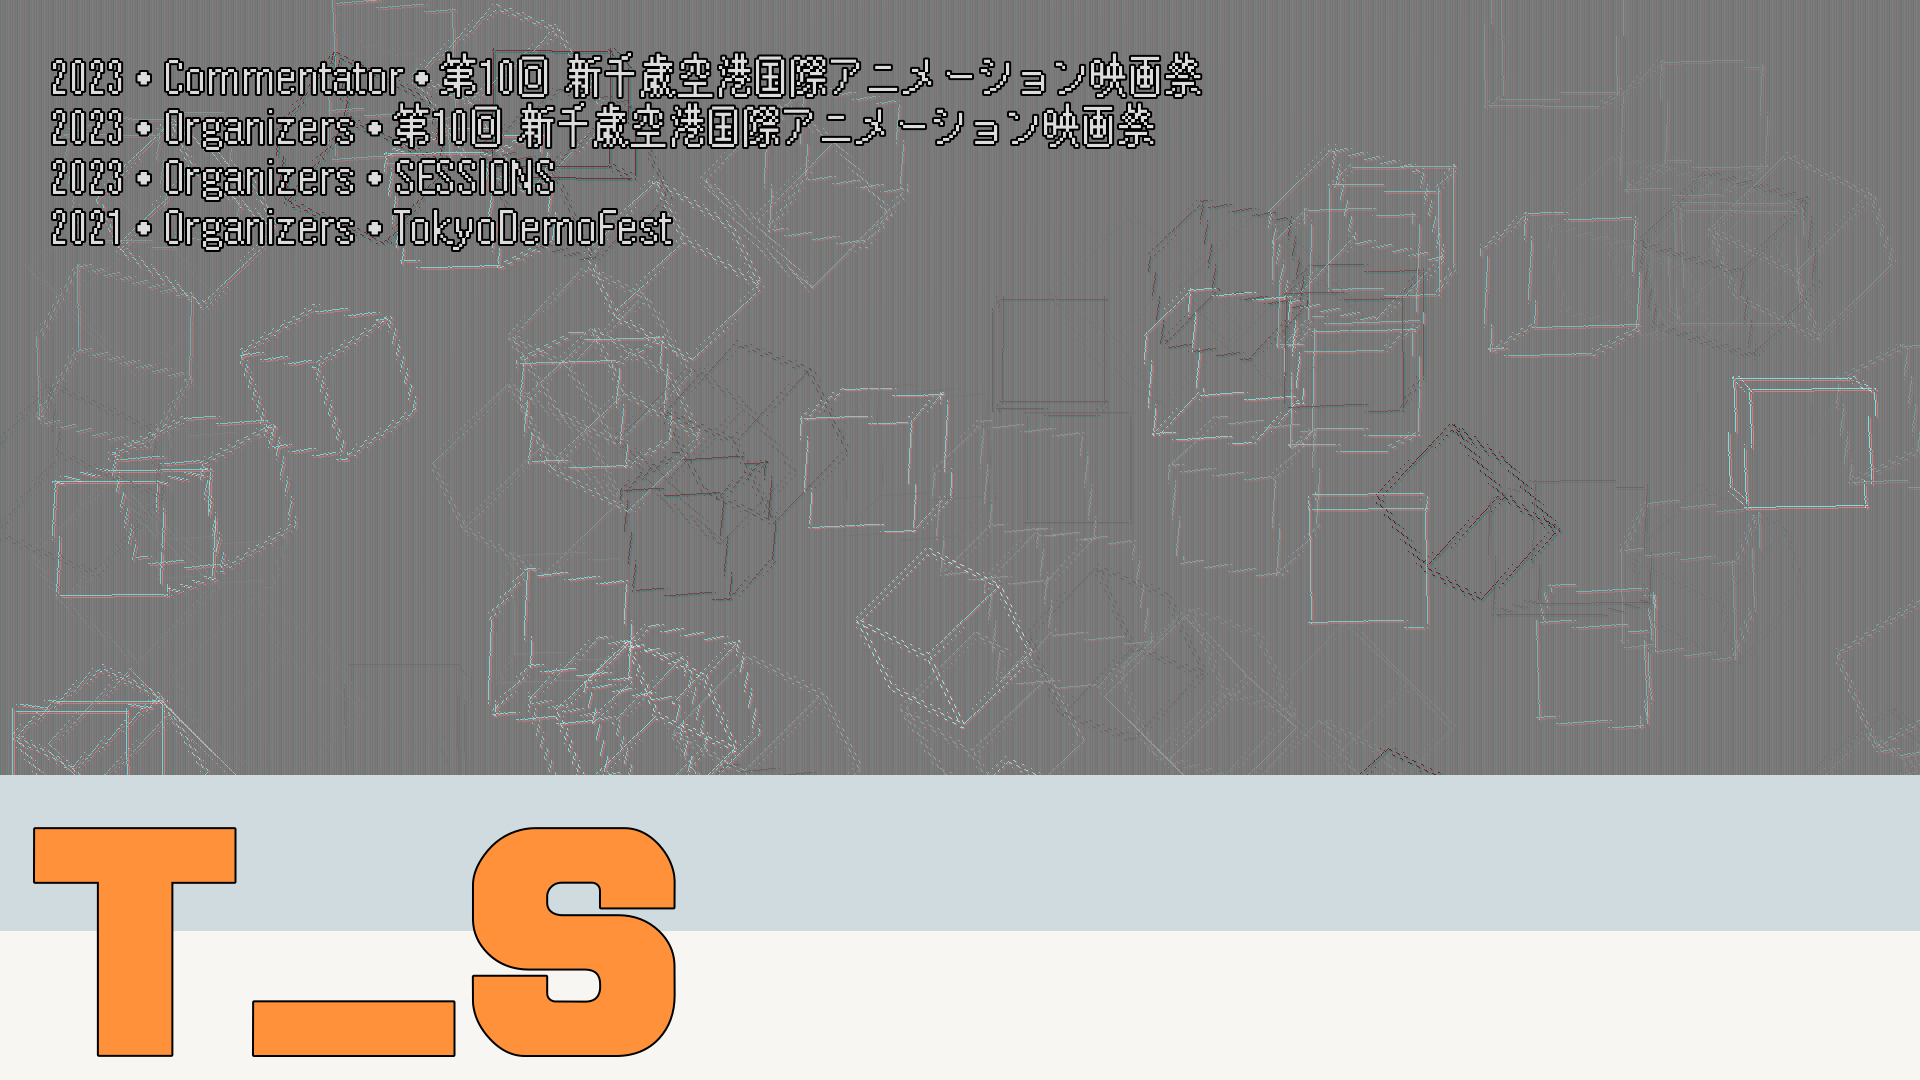 2023 • Commentator • 第10回 新千歳空港国際アニメーション映画祭
2023 • Organizers • 第10回 新千歳空港国際アニメーション映画祭
2023 • Organizers • SESSIONS
2021 • Organizers • TokyoDemoFest
T_S